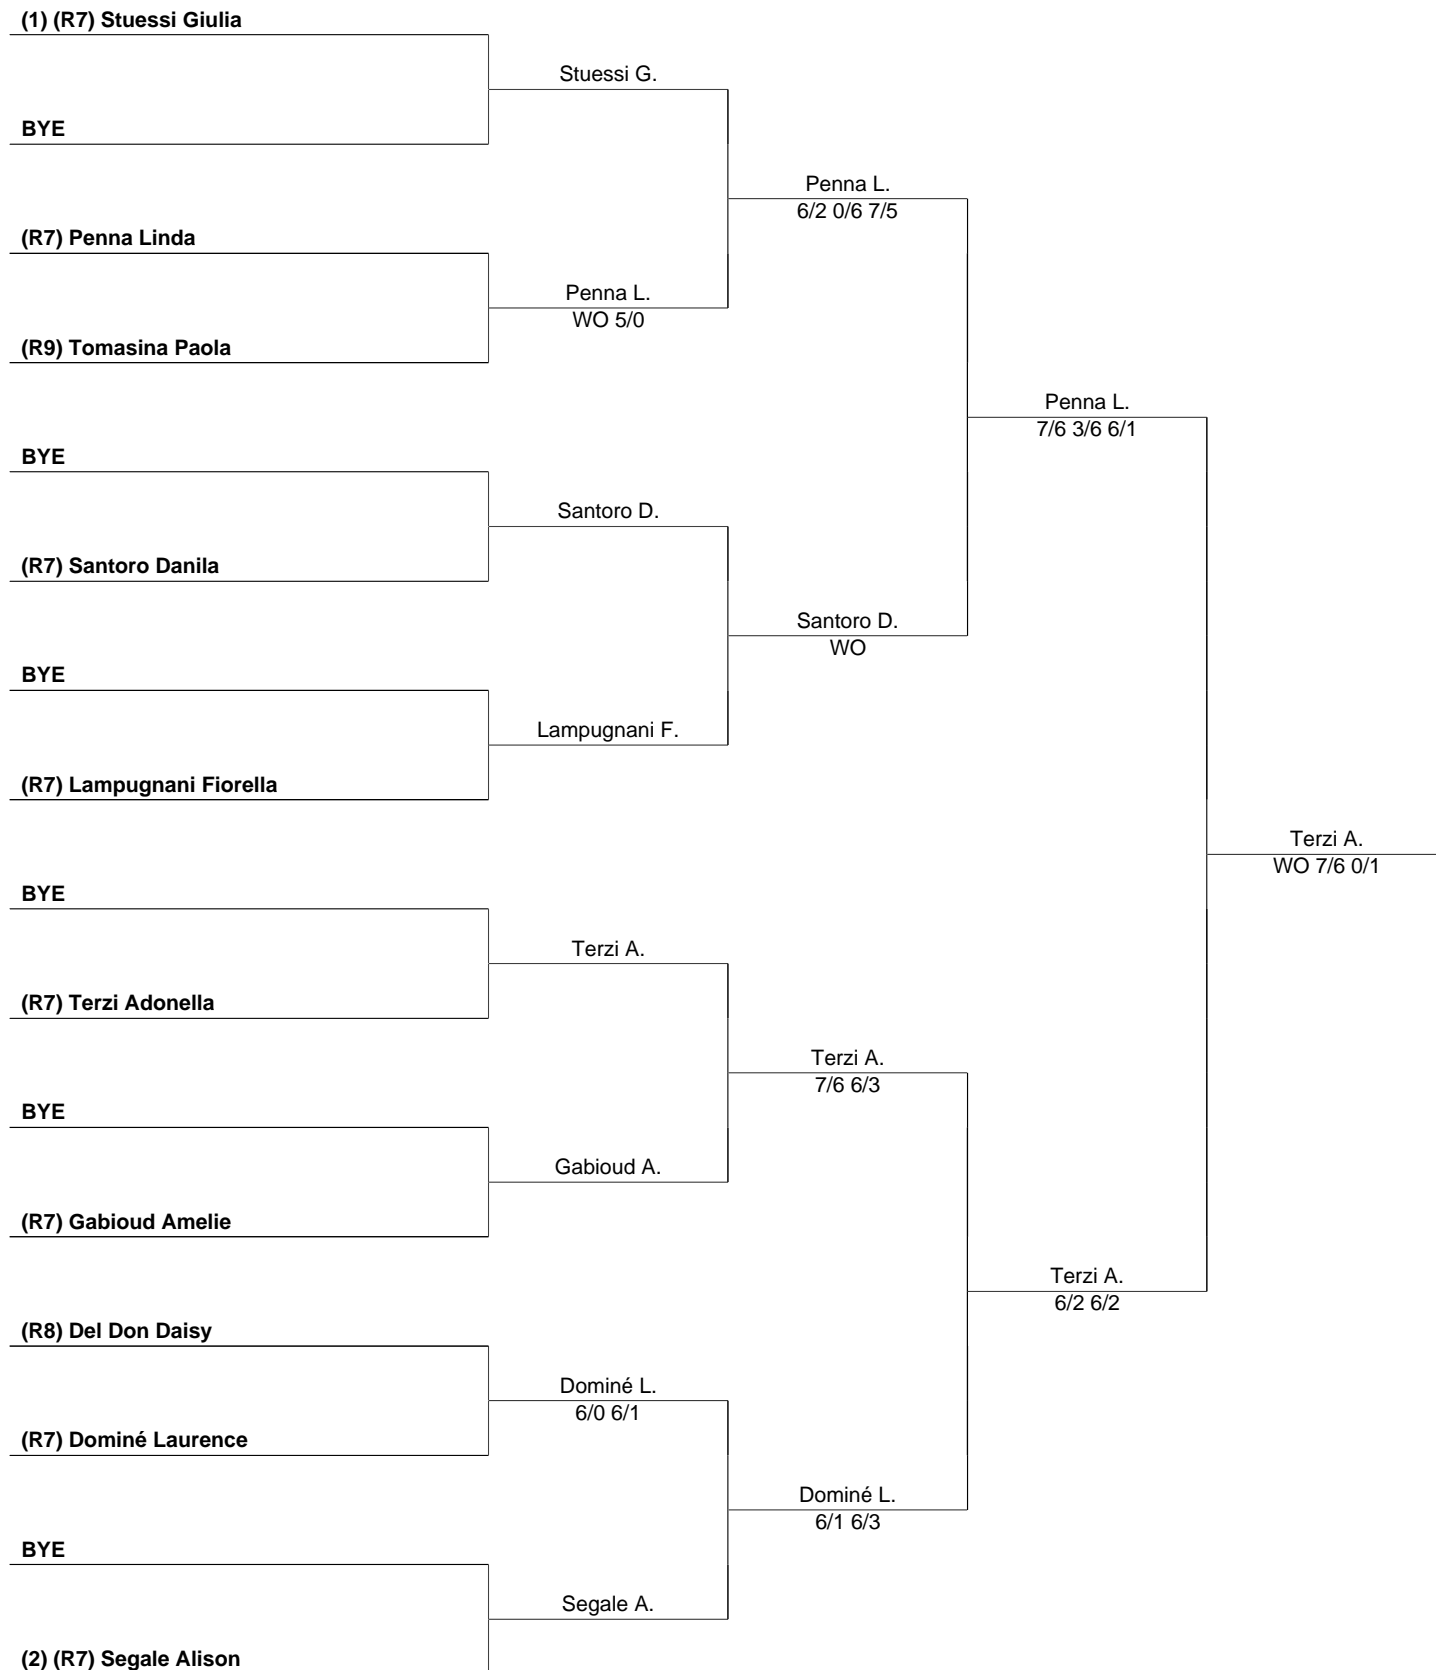 (1) (R7) Stuessi Giulia
Stuessi G.
BYE
Penna L.
6/2 0/6 7/5
(R7) Penna Linda
Penna L.
WO 5/0
(R9) Tomasina Paola
Penna L.
7/6 3/6 6/1
BYE
Santoro D.
(R7) Santoro Danila
Santoro D.
WO
BYE
Lampugnani F.
(R7) Lampugnani Fiorella
Terzi A.
WO 7/6 0/1
BYE
Terzi A.
(R7) Terzi Adonella
Terzi A.
7/6 6/3
BYE
Gabioud A.
(R7) Gabioud Amelie
Terzi A.
6/2 6/2
(R8) Del Don Daisy
Dominé L.
6/0 6/1
(R7) Dominé Laurence
Dominé L.
6/1 6/3
BYE
Segale A.
(2) (R7) Segale Alison